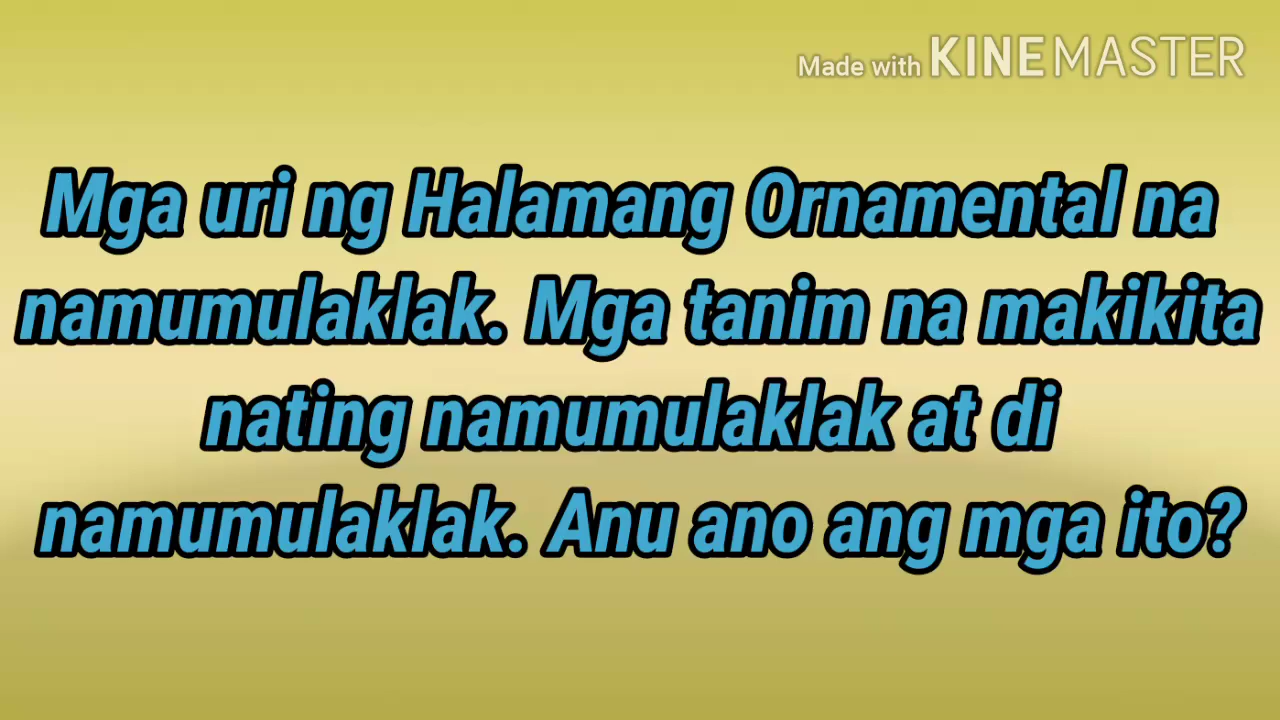 Made with KINEMASTER
Mga uri ng Halamang Ornamental na
namumulaklak. Mga tanim na makikita
nating namumulaklak at di
namumulaklak. Anu ano ang mga ito?